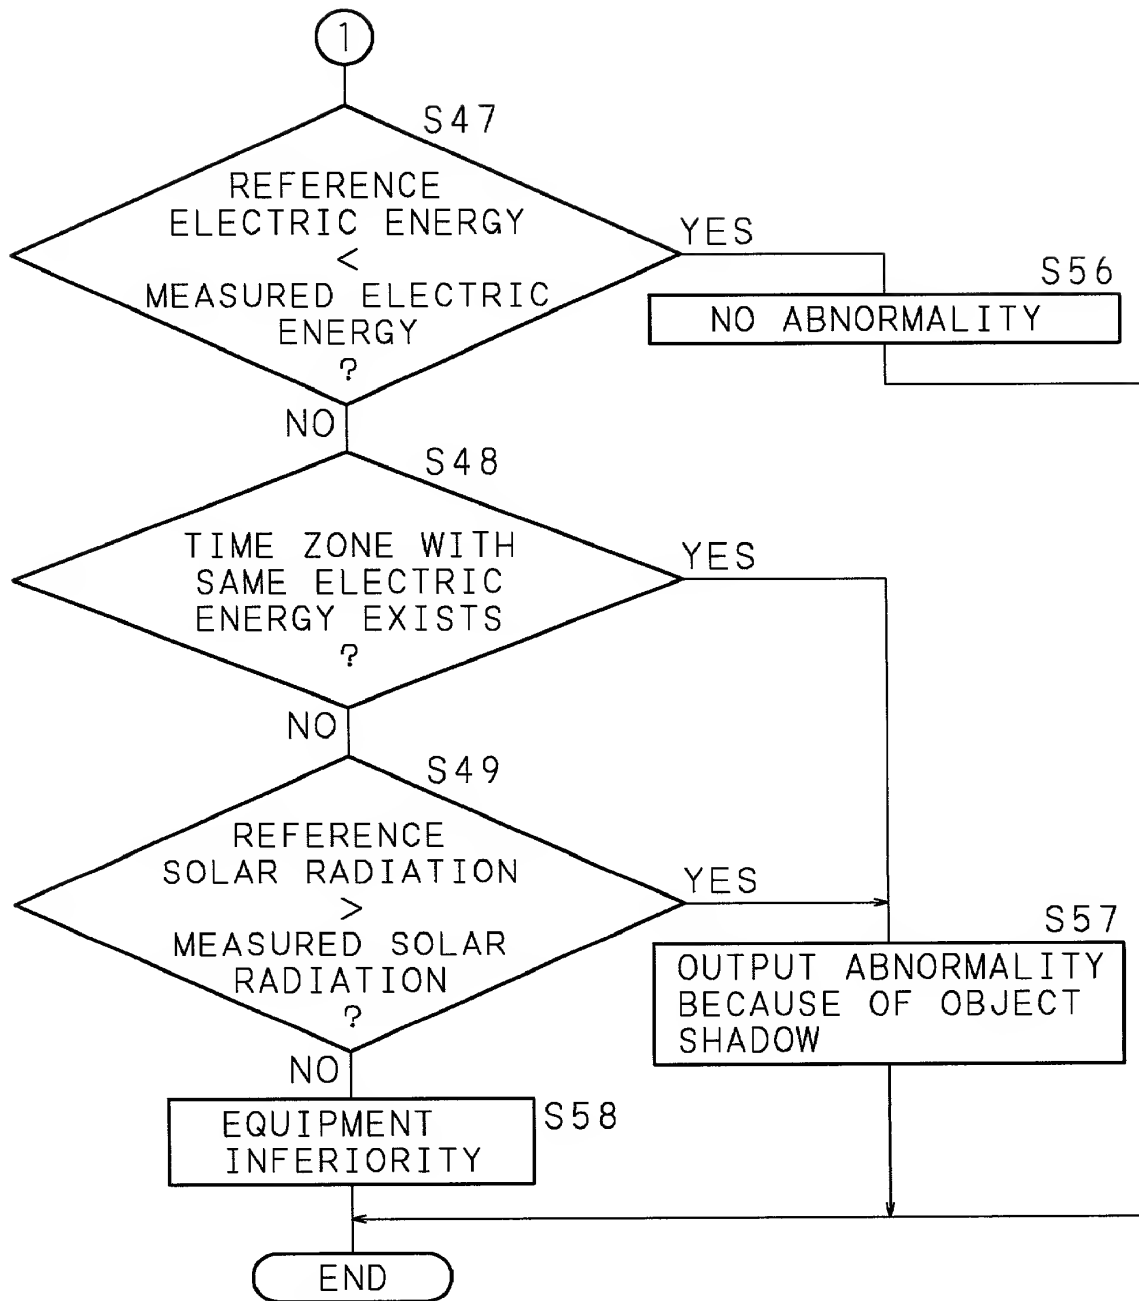 1
S47
REFERENCE
ELECTRIC ENERGY
<
MEASURED ELECTRIC
ENERGY
?
YES
S56
NO ABNORMALITY
NO
S48
TIME ZONE WITH
SAME ELECTRIC
ENERGY EXISTS
?
YES
NO
S49
REFERENCE
SOLAR RADIATION
>
MEASURED SOLAR
RADIATION
?
YES
S57
OUTPUT ABNORMALITY
BECAUSE OF OBJECT
SHADOW
NO
S58
EQUIPMENT
INFERIORITY
END